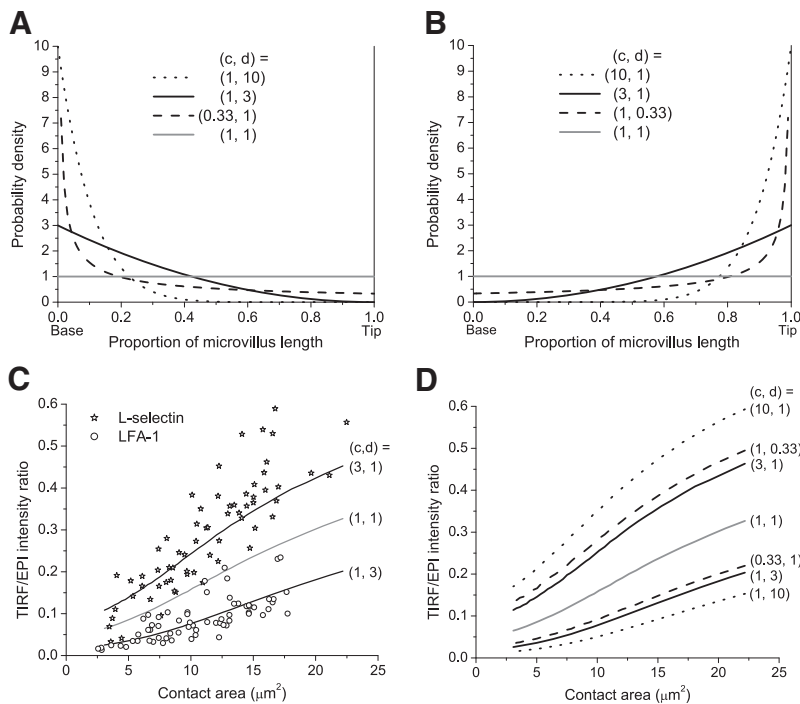 A
(c, d) =
(1, 10)
(1, 3)
(0.33, 1)
(1, 1)
Probability density
10
9
8
7
6
5
4
3
2
1
0
0.0 0.2 0.4 0.6 0.8 1.0
Base Tip
Proportion of microvillus length
B
(c, d) =
(10, 1)
(3, 1)
(1, 0.33)
(1, 1)
Probability density
10
9
8
7
6
5
4
3
2
1
0
0.0 0.2 0.4 0.6 0.8 1.0
Base Tip
Proportion of microvillus length
C
L-selectin
LFA-1
(c,d) =
(3, 1)
(1, 1)
(1, 3)
TIRF/EPI intensity ratio
0.6
0.5
0.4
0.3
0.2
0.1
0.0
0 5 10 15 20 25
Contact area (μm²)
D
(c, d) =
(10, 1)
(1, 0.33)
(3, 1)
(1, 1)
(0.33, 1)
(1, 3)
(1, 10)
TIRF/EPI intensity ratio
0.6
0.5
0.4
0.3
0.2
0.1
0.0
0 5 10 15 20 25
Contact area (μm²)